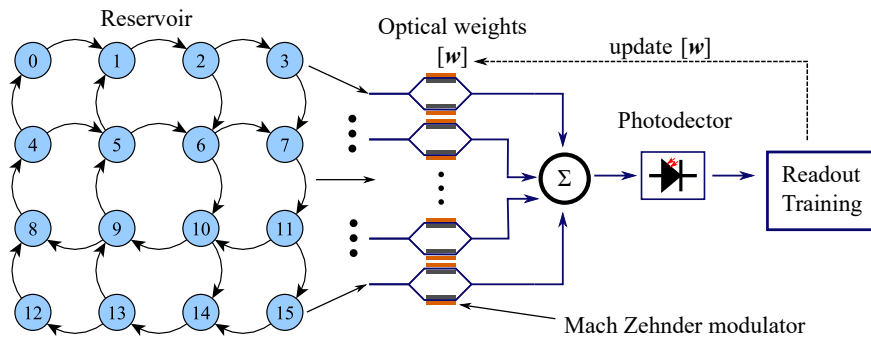 Reservoir
Optical weights
[w]
update [w]
Photodector
0
1
2
3
4
5
6
7
8
9
10
11
12
13
14
15
Σ
Readout
Training
Mach Zehnder modulator